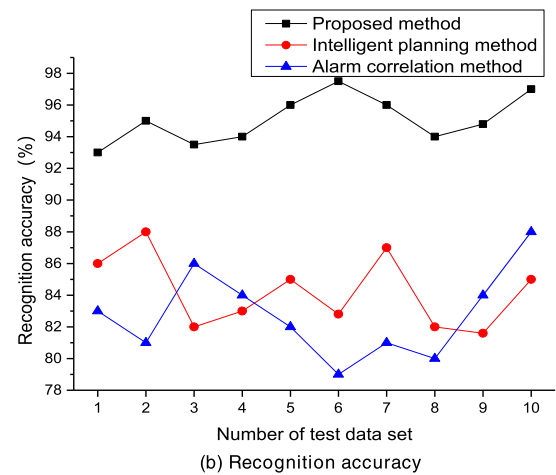 Proposed method
Intelligent planning method
Alarm correlation method
98
96
94
92
90
88
86
84
82
80
78
Recognition accuracy (%)
1 2 3 4 5 6 7 8 9 10
Number of test data set
(b) Recognition accuracy